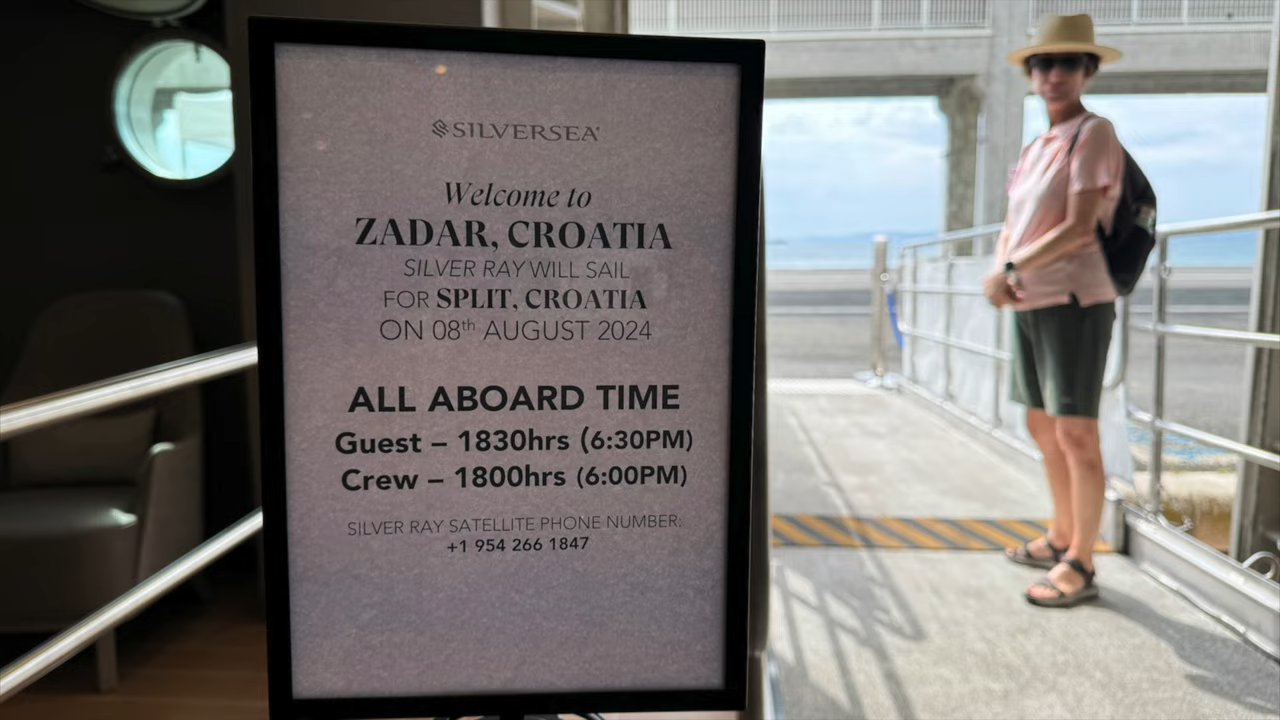 SILVERSEA
Welcome to
ZADAR, CROATIA
SILVER RAY WILL SAIL
FOR SPLIT, CROATIA
ON 08th AUGUST 2024
ALL ABOARD TIME
Guest – 1830hrs (6:30PM)
Crew – 1800hrs (6:00PM)
SILVER RAY SATELLITE PHONE NUMBER:
+1 954 266 1847